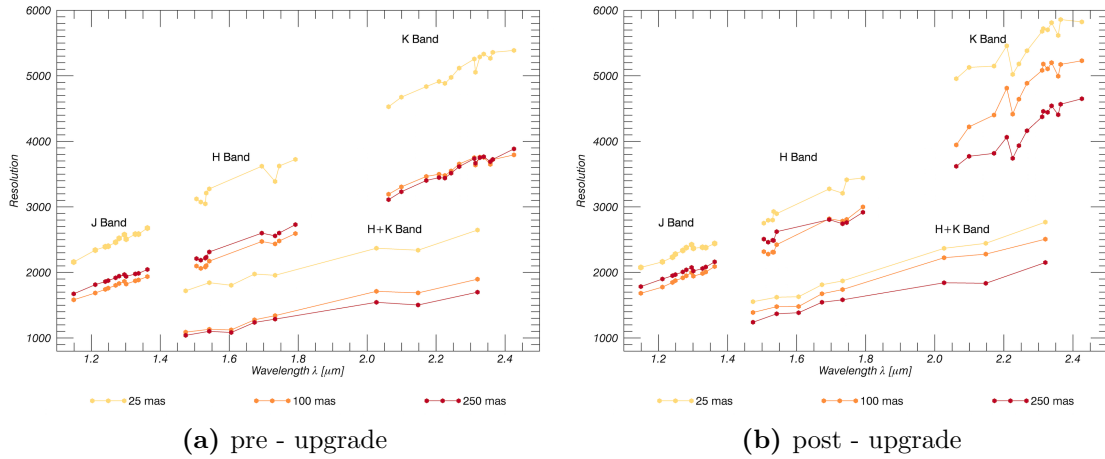 6000
5000
4000
3000
2000
1000
Resolution
K Band
H Band
J Band
H+K Band
1.2 1.4 1.6 1.8 2.0 2.2 2.4
Wavelength λ [μm]
25 mas 100 mas 250 mas
(a) pre - upgrade
6000
5000
4000
3000
2000
1000
Resolution
K Band
H Band
J Band
H+K Band
1.2 1.4 1.6 1.8 2.0 2.2 2.4
Wavelength λ [μm]
25 mas 100 mas 250 mas
(b) post - upgrade